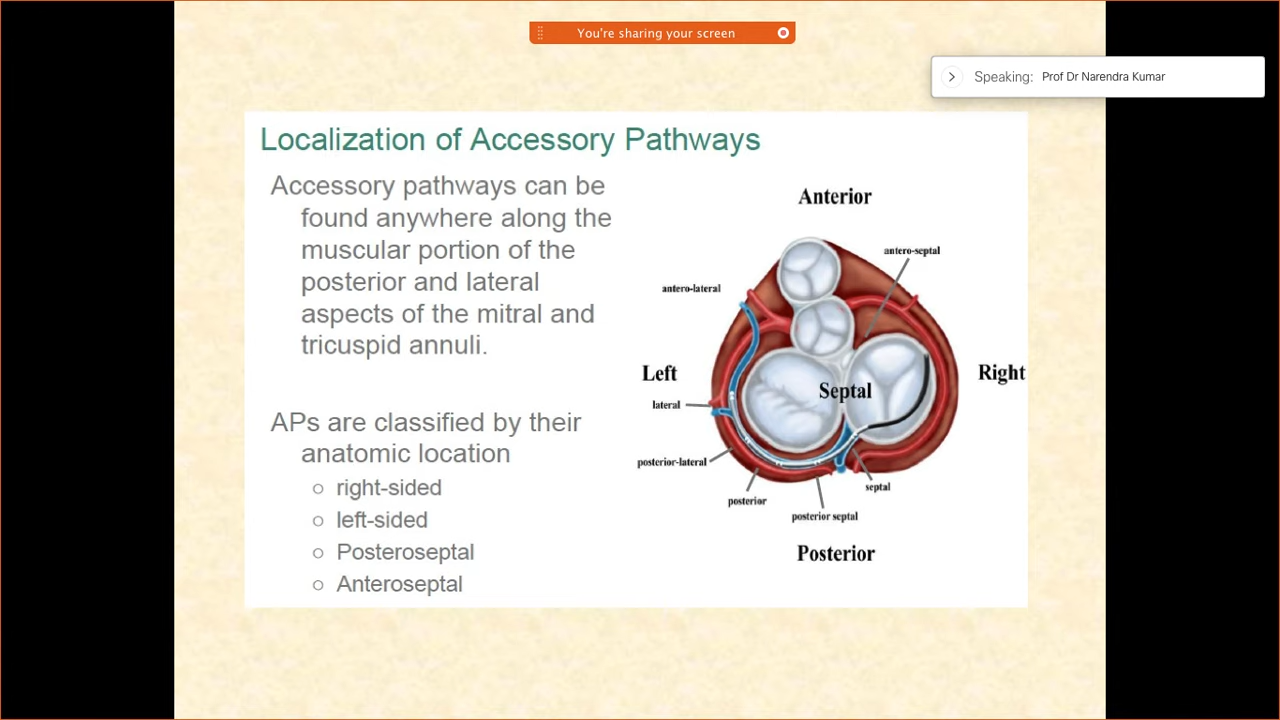 You're sharing your screen
Speaking: Prof Dr Narendra Kumar
Localization of Accessory Pathways
Accessory pathways can be
found anywhere along the
muscular portion of the
posterior and lateral
aspects of the mitral and
tricuspid annuli.
APs are classified by their
anatomic location
○ right-sided
○ left-sided
○ Posteroseptal
○ Anteroseptal
Anterior
antero-septal
antero-lateral
Left
Septal
Right
lateral
posterior-lateral
septal
posterior
posterior septal
Posterior